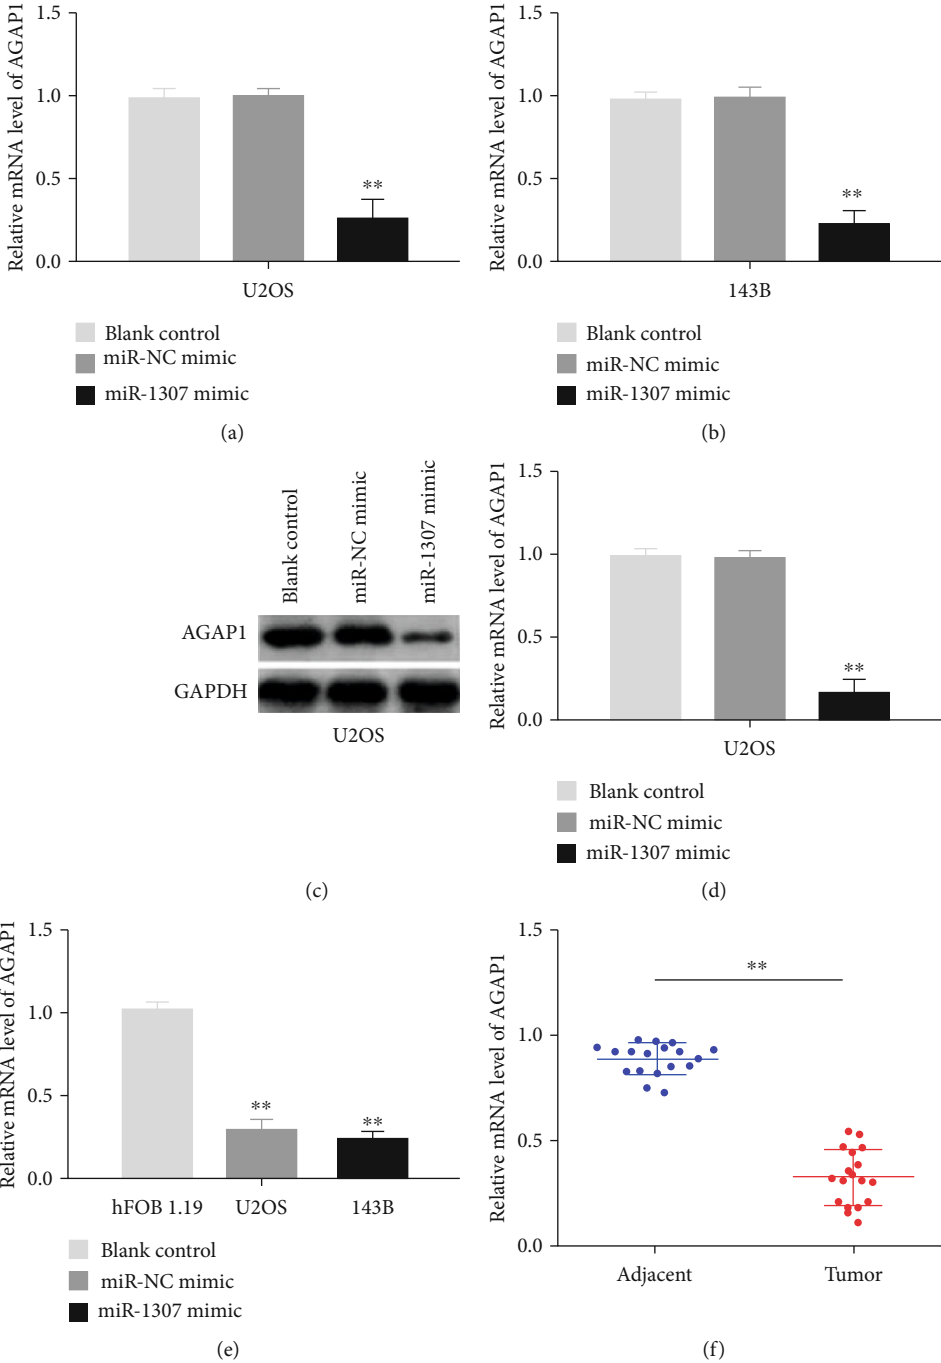 Relative mRNA level of AGAP1
1.5
1.0
0.5
0.0
**
U2OS
Blank control
miR-NC mimic
miR-1307 mimic
(a)
Relative mRNA level of AGAP1
1.5
1.0
0.5
0.0
**
143B
Blank control
miR-NC mimic
miR-1307 mimic
(b)
Blank control
miR-NC mimic
miR-1307 mimic
AGAP1
GAPDH
U2OS
(c)
Relative mRNA level of AGAP1
1.5
1.0
0.5
0.0
**
U2OS
Blank control
miR-NC mimic
miR-1307 mimic
(d)
Relative mRNA level of AGAP1
1.5
1.0
0.5
0.0
**
**
hFOB 1.19 U2OS 143B
Blank control
miR-NC mimic
miR-1307 mimic
(e)
Relative mRNA level of AGAP1
1.5
1.0
0.5
0.0
**
Adjacent Tumor
(f)